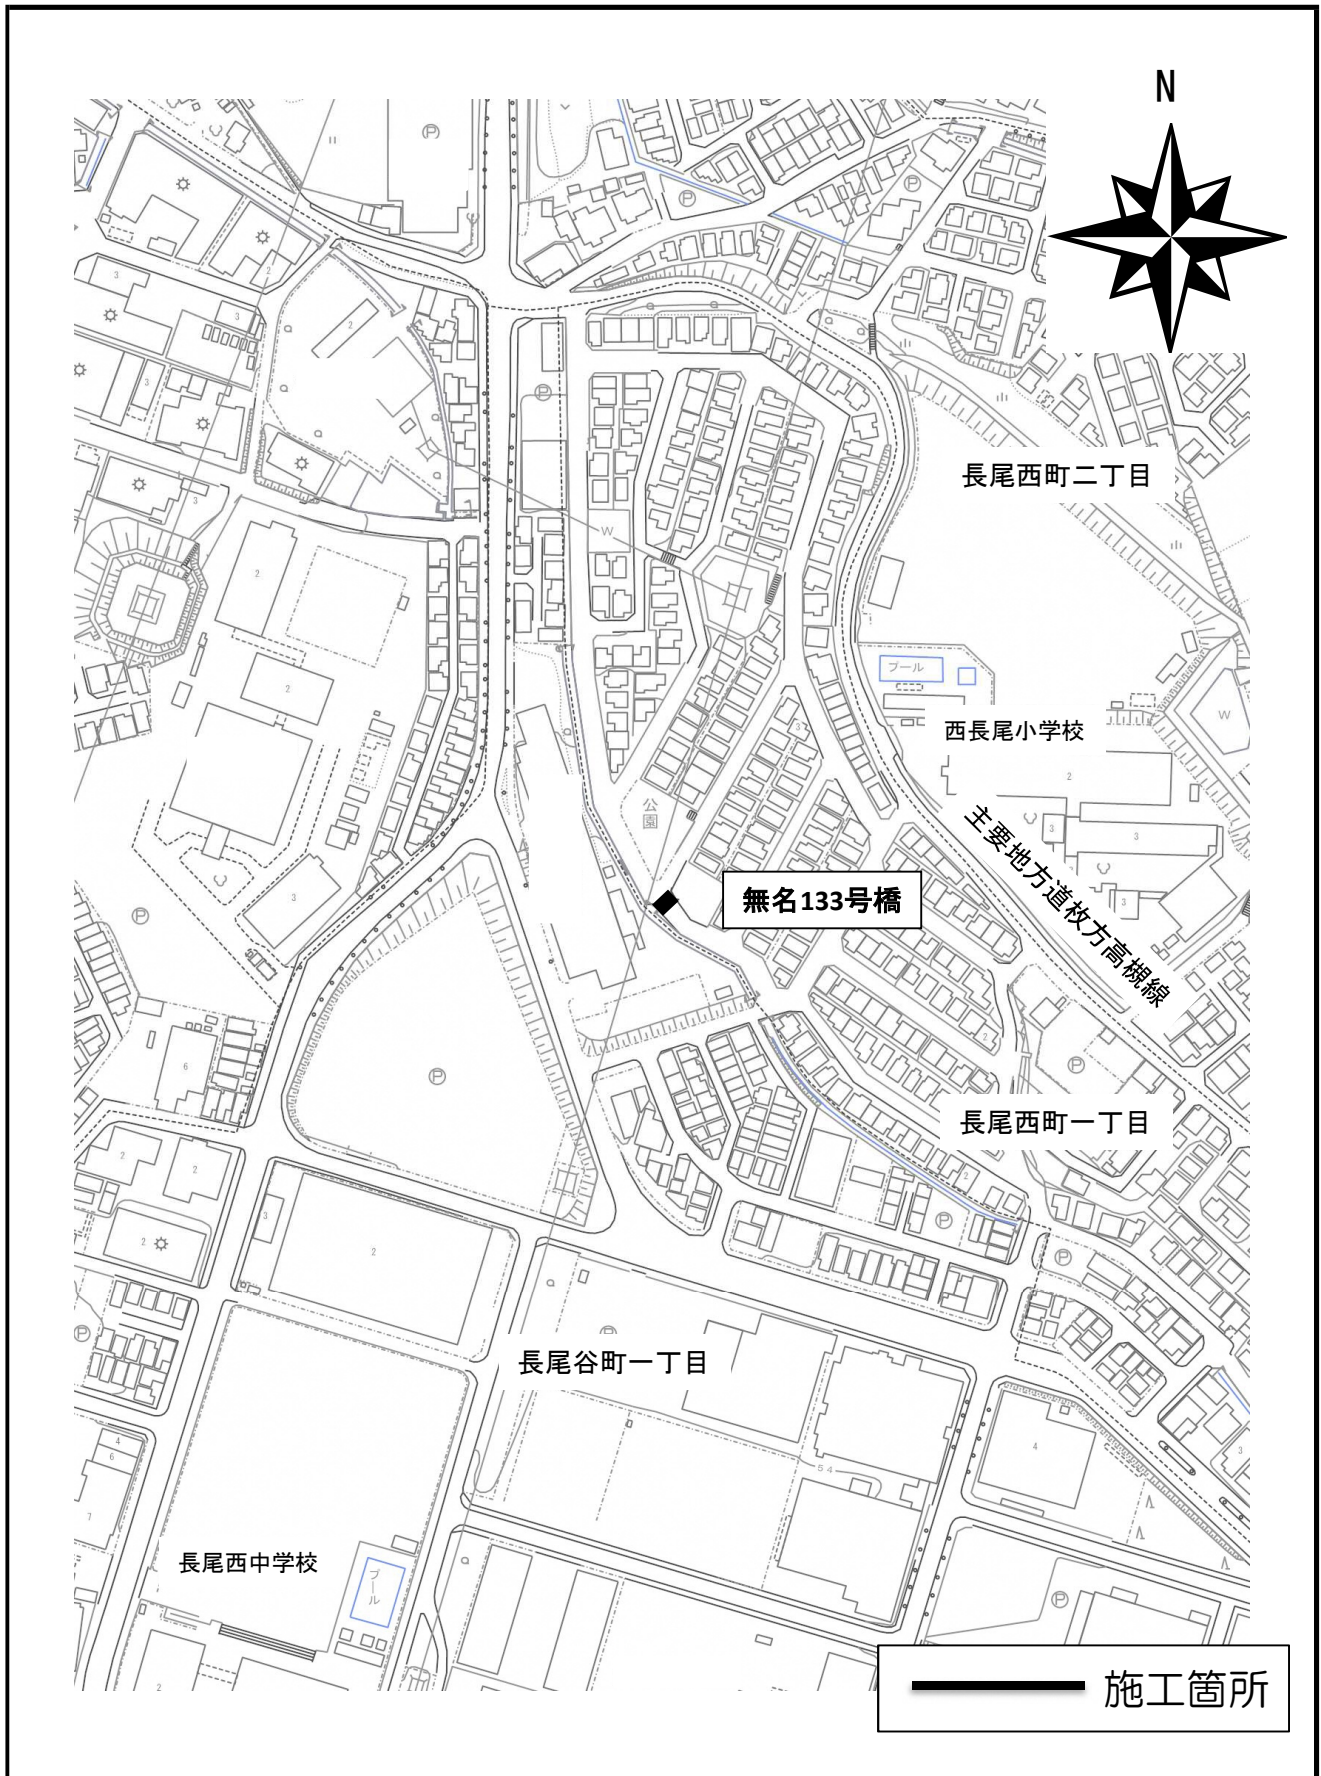 N
長尾西町二丁目
プール
西長尾小学校
主要地方道枚方高槻線
公園
無名133号橋
長尾西町一丁目
長尾谷町一丁目
54
長尾西中学校
プール
施工箇所